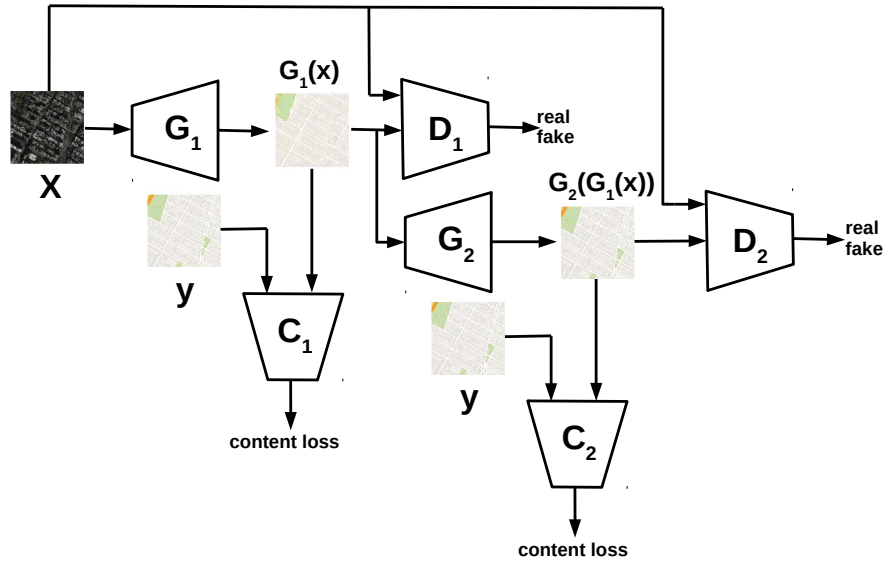 G1(x)
G1
D1
real
fake
X
G2(G1(x))
G2
D2
real
fake
y
C1
y
content loss
C2
content loss